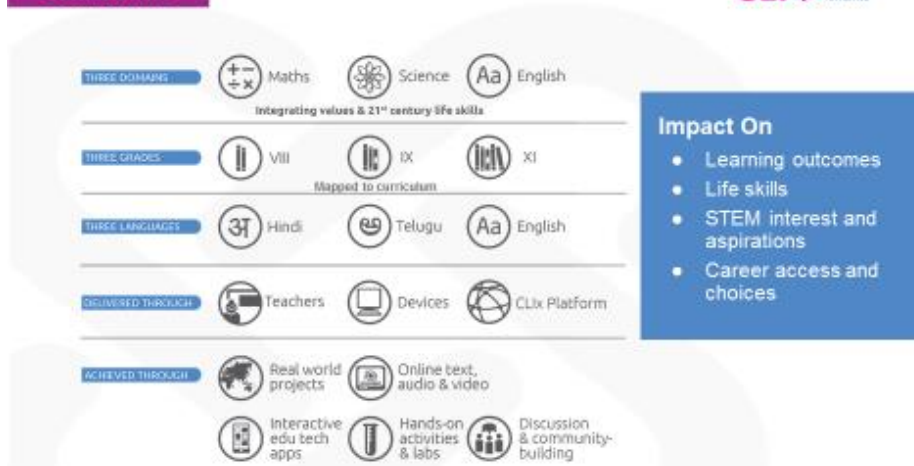 THREE DOMAINS
+ −
÷ ×
Maths
Science
Aa
English
Integrating values & 21st century life skills
THREE GRADES
VIII
IX
XI
Mapped to curriculum
THREE LANGUAGES
अ
Hindi
Telugu
Aa
English
DELIVERED THROUGH
Teachers
Devices
CLIx Platform
ACHIEVED THROUGH
Real world
projects
Online text,
audio & video
Interactive
edu tech
apps
Hands-on
activities
& labs
Discussion
& community-
building
Impact On
● Learning outcomes
● Life skills
● STEM interest and
aspirations
● Career access and
choices